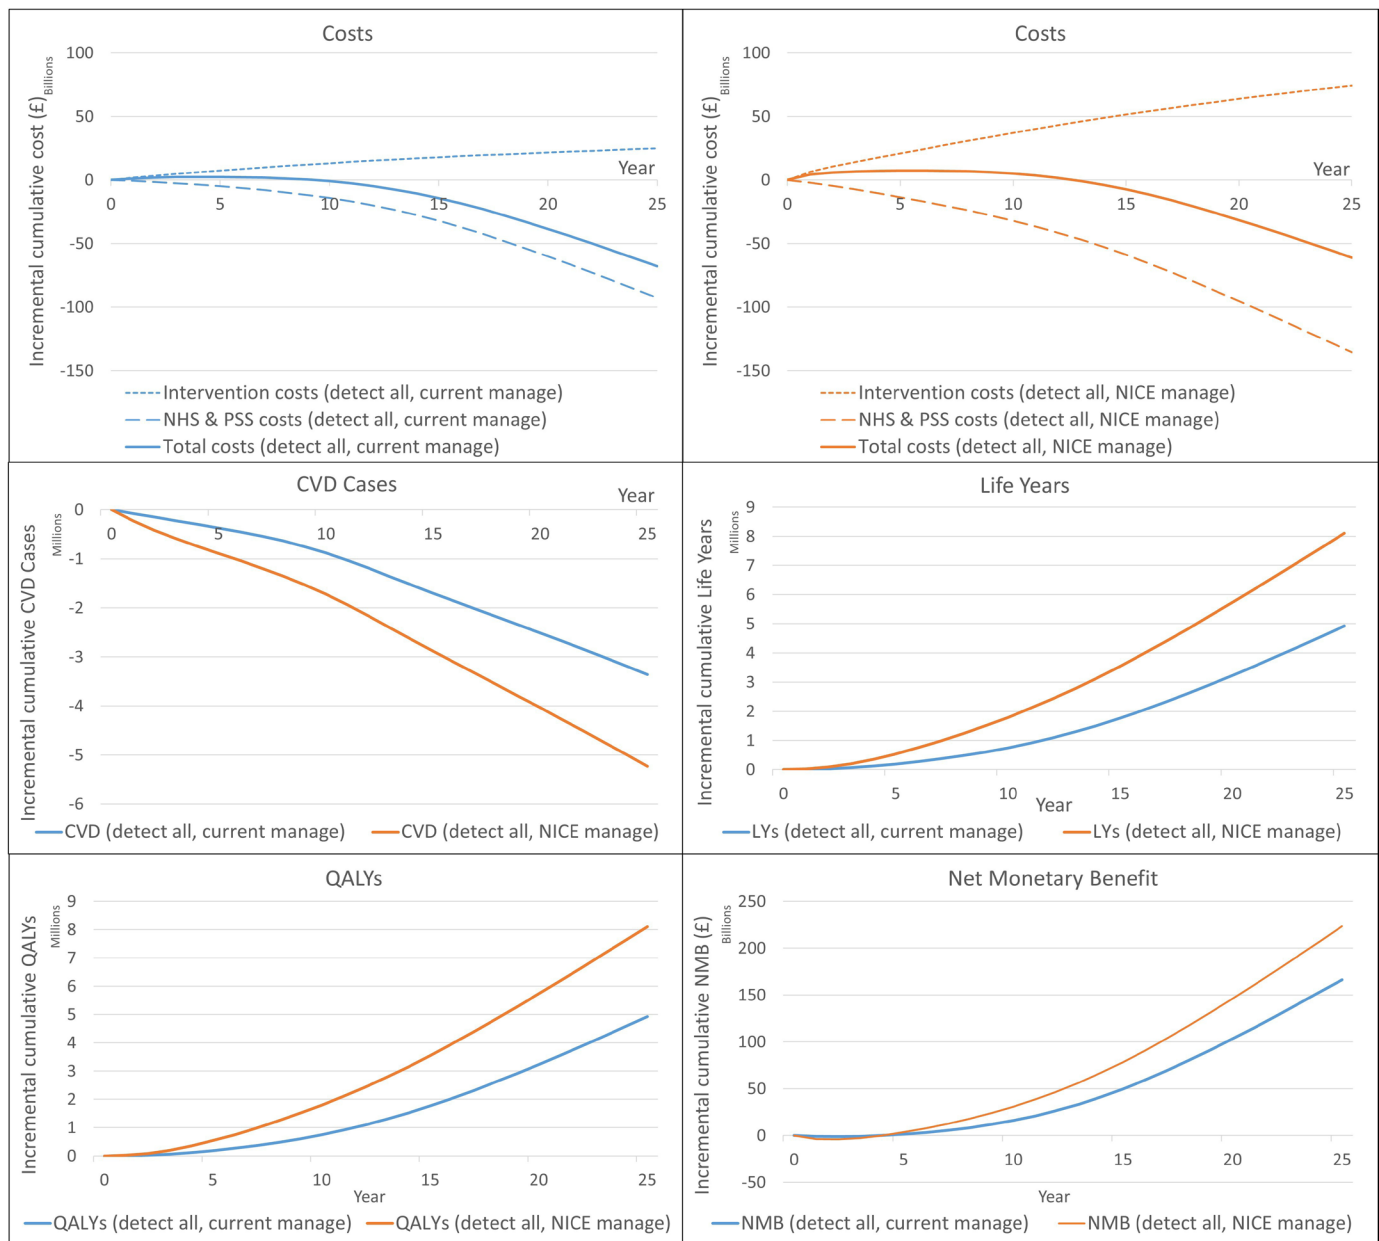 Costs
Incremental cumulative cost (£)
Billions
100
50
0
-50
-100
-150
Year
0 5 10 15 20 25
Intervention costs (detect all, current manage)
NHS & PSS costs (detect all, current manage)
Total costs (detect all, current manage)
Costs
Incremental cumulative cost (£)
Billions
100
50
0
-50
-100
-150
Year
0 5 10 15 20 25
Intervention costs (detect all, NICE manage)
NHS & PSS costs (detect all, NICE manage)
Total costs (detect all, NICE manage)
CVD Cases
Incremental cumulative CVD Cases
Millions
Year
0
-1
-2
-3
-4
-5
-6
0 5 10 15 20 25
CVD (detect all, current manage) CVD (detect all, NICE manage)
Life Years
Incremental cumulative Life Years
Millions
9
8
7
6
5
4
3
2
1
0
0 5 10 15 20 25
Year
LYs (detect all, current manage) LYs (detect all, NICE manage)
QALYs
Incremental cumulative QALYs
Millions
9
8
7
6
5
4
3
2
1
0
0 5 10 15 20 25
Year
QALYs (detect all, current manage) QALYs (detect all, NICE manage)
Net Monetary Benefit
Incremental cumulative NMB (£)
Billions
250
200
150
100
50
0
-50
0 5 10 15 20 25
Year
NMB (detect all, current manage) NMB (detect all, NICE manage)